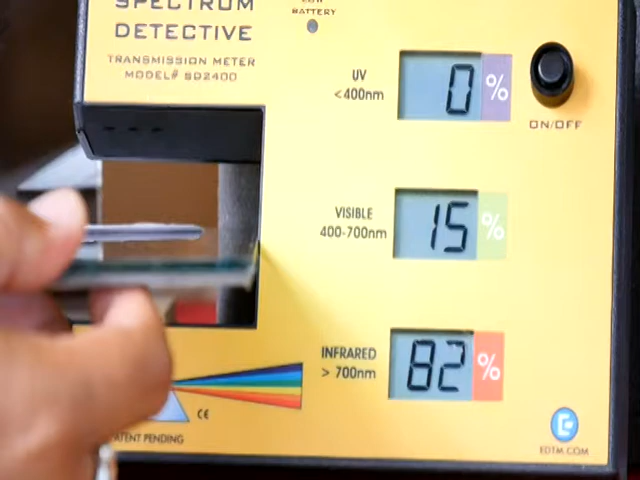 SPECTRUM
DETECTIVE
TRANSMISSION METER
MODEL# SD2400
LOW
BATTERY
UV
<400nm
0 %
ON/OFF
VISIBLE
400-700nm
15 %
INFRARED
> 700nm
82 %
CE
PATENT PENDING
EDTM.COM